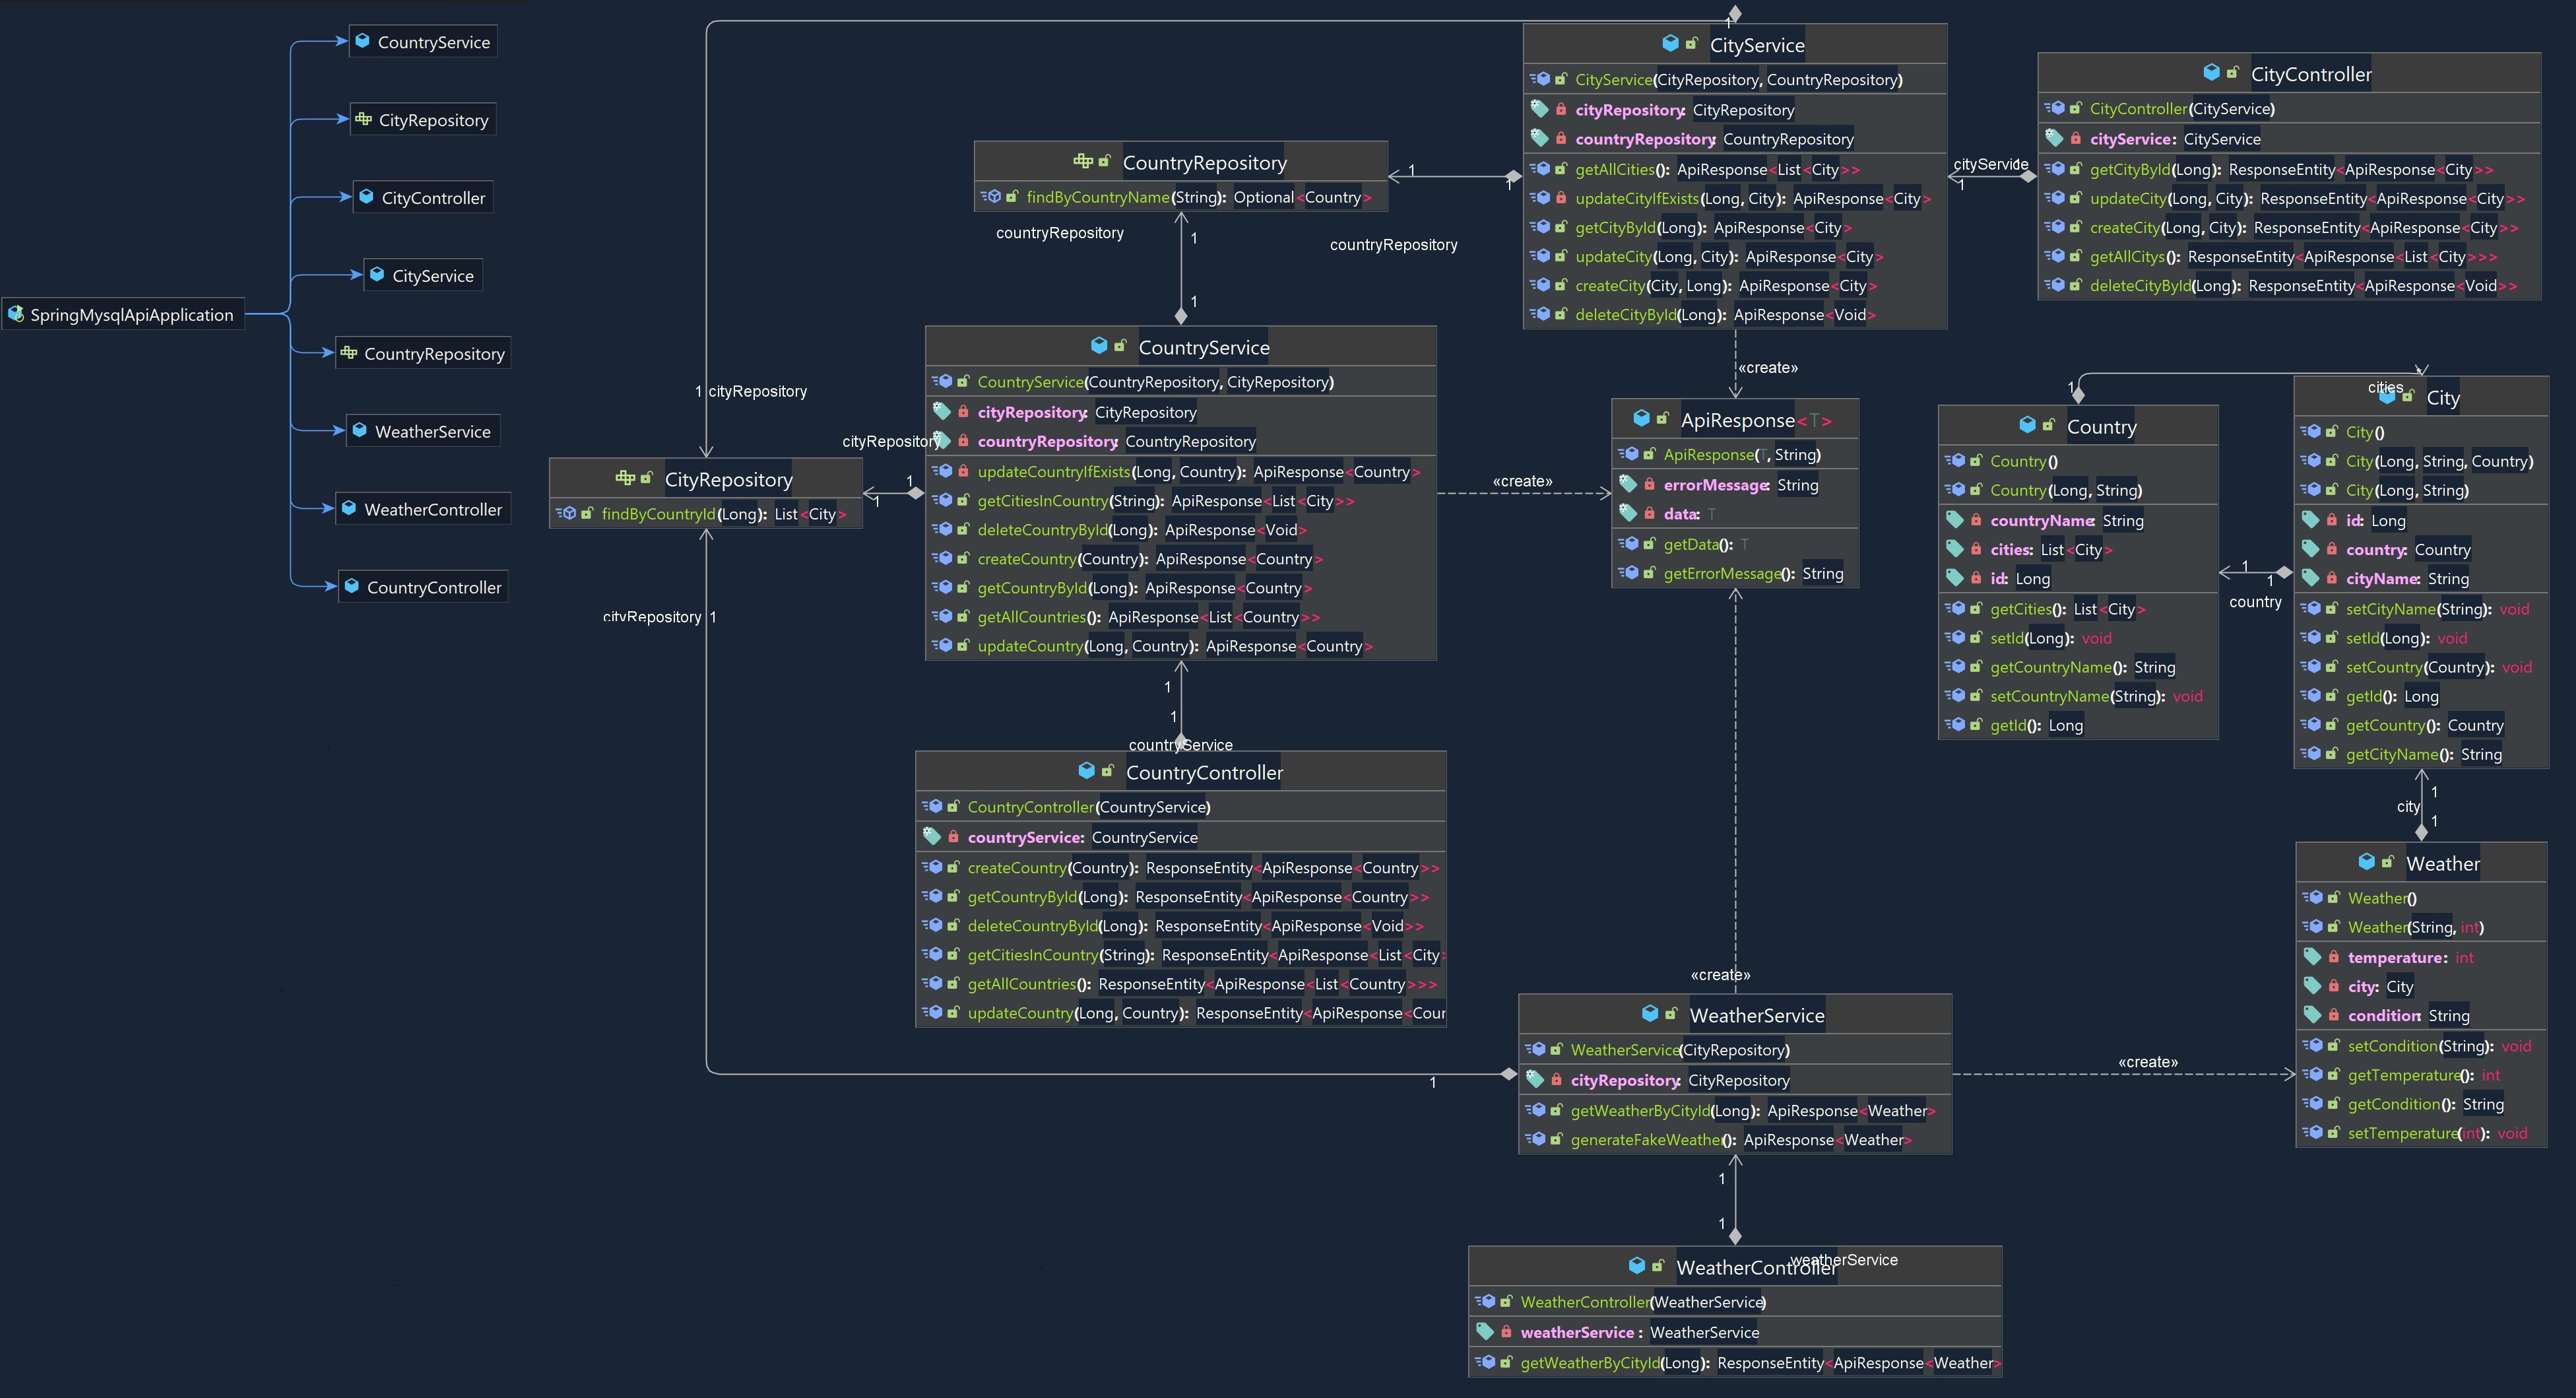 SpringMysqlApiApplication
CountryService
CityRepository
CityController
CityService
CountryRepository
WeatherService
WeatherController
CountryController
1
CityService
CityService(CityRepository, CountryRepository)
cityRepository: CityRepository
countryRepository: CountryRepository
getAllCities(): ApiResponse<List<City>>
updateCityIfExists(Long, City): ApiResponse<City>
getCityById(Long): ApiResponse<City>
updateCity(Long, City): ApiResponse<City>
createCity(City, Long): ApiResponse<City>
deleteCityById(Long): ApiResponse<Void>
cityService
1
1
CityController
CityController(CityService)
cityService: CityService
getCityById(Long): ResponseEntity<ApiResponse<City>>
updateCity(Long, City): ResponseEntity<ApiResponse<City>>
createCity(Long, City): ResponseEntity<ApiResponse<City>>
getAllCitys(): ResponseEntity<ApiResponse<List<City>>>
deleteCityById(Long): ResponseEntity<ApiResponse<Void>>
CountryRepository
findByCountryName(String): Optional<Country>
1
1
countryRepository
1
countryRepository
1
CountryService
CountryService(CountryRepository, CityRepository)
cityRepository: CityRepository
countryRepository: CountryRepository
updateCountryIfExists(Long, Country): ApiResponse<Country>
getCitiesInCountry(String): ApiResponse<List<City>>
deleteCountryById(Long): ApiResponse<Void>
createCountry(Country): ApiResponse<Country>
getCountryById(Long): ApiResponse<Country>
getAllCountries(): ApiResponse<List<Country>>
updateCountry(Long, Country): ApiResponse<Country>
1 cityRepository
cityRepository
1
1
CityRepository
findByCountryId(Long): List<City>
cityRepository 1
«create»
«create»
ApiResponse<T>
ApiResponse(T, String)
errorMessage: String
data: T
getData(): T
getErrorMessage(): String
1
cities
Country
Country()
Country(Long, String)
countryName: String
cities: List<City>
id: Long
getCities(): List<City>
setId(Long): void
getCountryName(): String
setCountryName(String): void
getId(): Long
1
1
country
City
City()
City(Long, String, Country)
City(Long, String)
id: Long
country: Country
cityName: String
setCityName(String): void
setId(Long): void
setCountry(Country): void
getId(): Long
getCountry(): Country
getCityName(): String
1
1
countryService
CountryController
CountryController(CountryService)
countryService: CountryService
createCountry(Country): ResponseEntity<ApiResponse<Country>>
getCountryById(Long): ResponseEntity<ApiResponse<Country>>
deleteCountryById(Long): ResponseEntity<ApiResponse<Void>>
getCitiesInCountry(String): ResponseEntity<ApiResponse<List<City>
getAllCountries(): ResponseEntity<ApiResponse<List<Country>>>
updateCountry(Long, Country): ResponseEntity<ApiResponse<Cour
1
city
1
Weather
Weather()
Weather(String, int)
temperature: int
city: City
condition: String
setCondition(String): void
getTemperature(): int
getCondition(): String
setTemperature(int): void
«create»
WeatherService
WeatherService(CityRepository)
cityRepository: CityRepository
getWeatherByCityId(Long): ApiResponse<Weather>
generateFakeWeather(): ApiResponse<Weather>
1
«create»
1
1
weatherService
WeatherController
WeatherController(WeatherService)
weatherService: WeatherService
getWeatherByCityId(Long): ResponseEntity<ApiResponse<Weather>